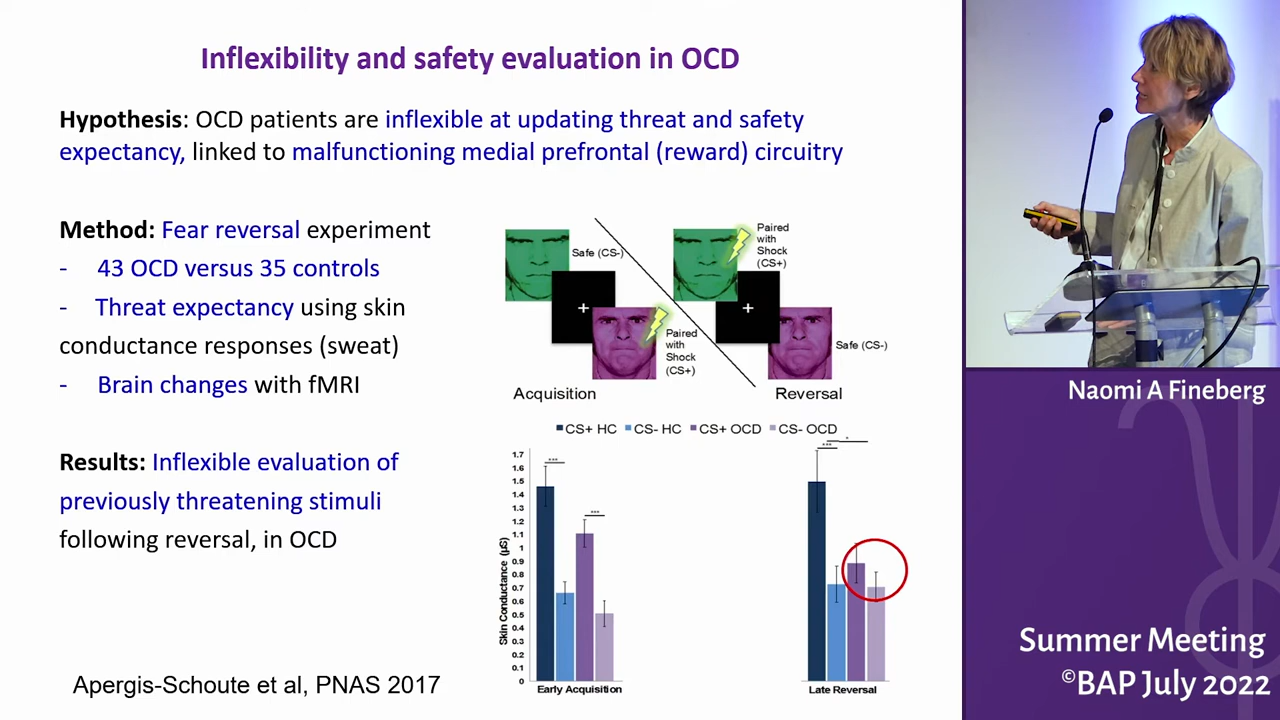 Inflexibility and safety evaluation in OCD
Hypothesis: OCD patients are inflexible at updating threat and safety
expectancy, linked to malfunctioning medial prefrontal (reward) circuitry
Method: Fear reversal experiment
- 43 OCD versus 35 controls
- Threat expectancy using skin
conductance responses (sweat)
- Brain changes with fMRI
Results: Inflexible evaluation of
previously threatening stimuli
following reversal, in OCD
Apergis-Schoute et al, PNAS 2017
Safe (CS-)
Paired
with
Shock
(CS+)
Acquisition
Paired
with
Shock
(CS+)
Safe (CS-)
Reversal
CS+ HC CS- HC CS+ OCD CS- OCD
Skin Conductance (µS)
1.7
1.6
1.5
1.4
1.3
1.2
1.1
1
0.9
0.8
0.7
0.6
0.5
0.4
0.3
0.2
0.1
0
***
***
***
*
Early Acquisition
Late Reversal
Naomi A Fineberg
Summer Meeting
©BAP July 2022